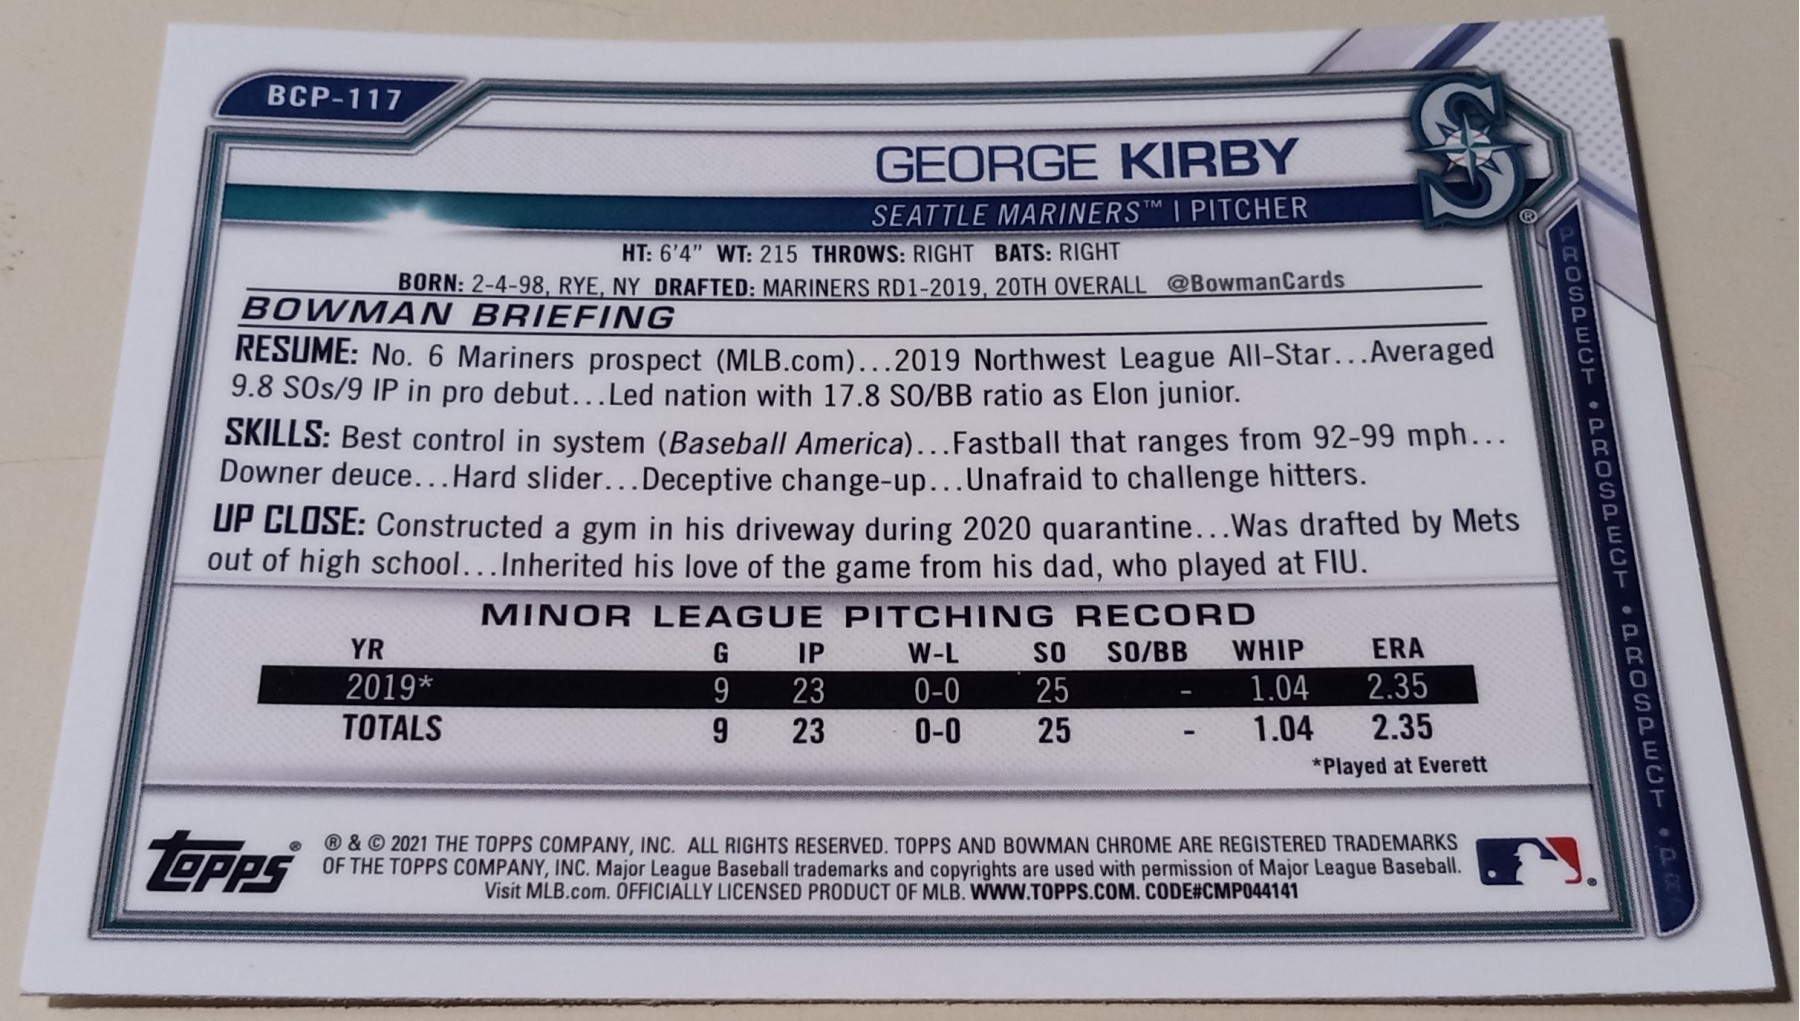 BCP-117
GEORGE KIRBY
SEATTLE MARINERS™ | PITCHER
®
HT: 6'4" WT: 215 THROWS: RIGHT BATS: RIGHT
BORN: 2-4-98, RYE, NY DRAFTED: MARINERS RD1-2019, 20TH OVERALL @BowmanCards
BOWMAN BRIEFING
RESUME: No. 6 Mariners prospect (MLB.com)...2019 Northwest League All-Star...Averaged
9.8 SOs/9 IP in pro debut...Led nation with 17.8 SO/BB ratio as Elon junior.
SKILLS: Best control in system (Baseball America)...Fastball that ranges from 92-99 mph...
Downer deuce...Hard slider...Deceptive change-up...Unafraid to challenge hitters.
UP CLOSE: Constructed a gym in his driveway during 2020 quarantine...Was drafted by Mets
out of high school...Inherited his love of the game from his dad, who played at FIU.
MINOR LEAGUE PITCHING RECORD
YR G IP W-L SO SO/BB WHIP ERA
2019* 9 23 0-0 25 - 1.04 2.35
TOTALS 9 23 0-0 25 - 1.04 2.35
*Played at Everett
TOPPS®
® & © 2021 THE TOPPS COMPANY, INC. ALL RIGHTS RESERVED. TOPPS AND BOWMAN CHROME ARE REGISTERED TRADEMARKS
OF THE TOPPS COMPANY, INC. Major League Baseball trademarks and copyrights are used with permission of Major League Baseball.
Visit MLB.com. OFFICIALLY LICENSED PRODUCT OF MLB. WWW.TOPPS.COM. CODE#CMP044141
PROSPECT • PROSPECT • PROSPECT • PR